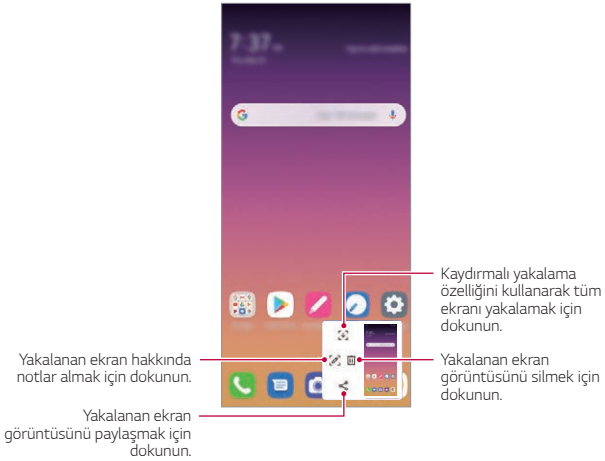 7:37
Kaydırmalı yakalama
özelliğini kullanarak tüm
ekranı yakalamak için
dokunun.
Yakalanan ekran hakkında
notlar almak için dokunun.
Yakalanan ekran
görüntüsünü silmek için
dokunun.
Yakalanan ekran
görüntüsünü paylaşmak için
dokunun.